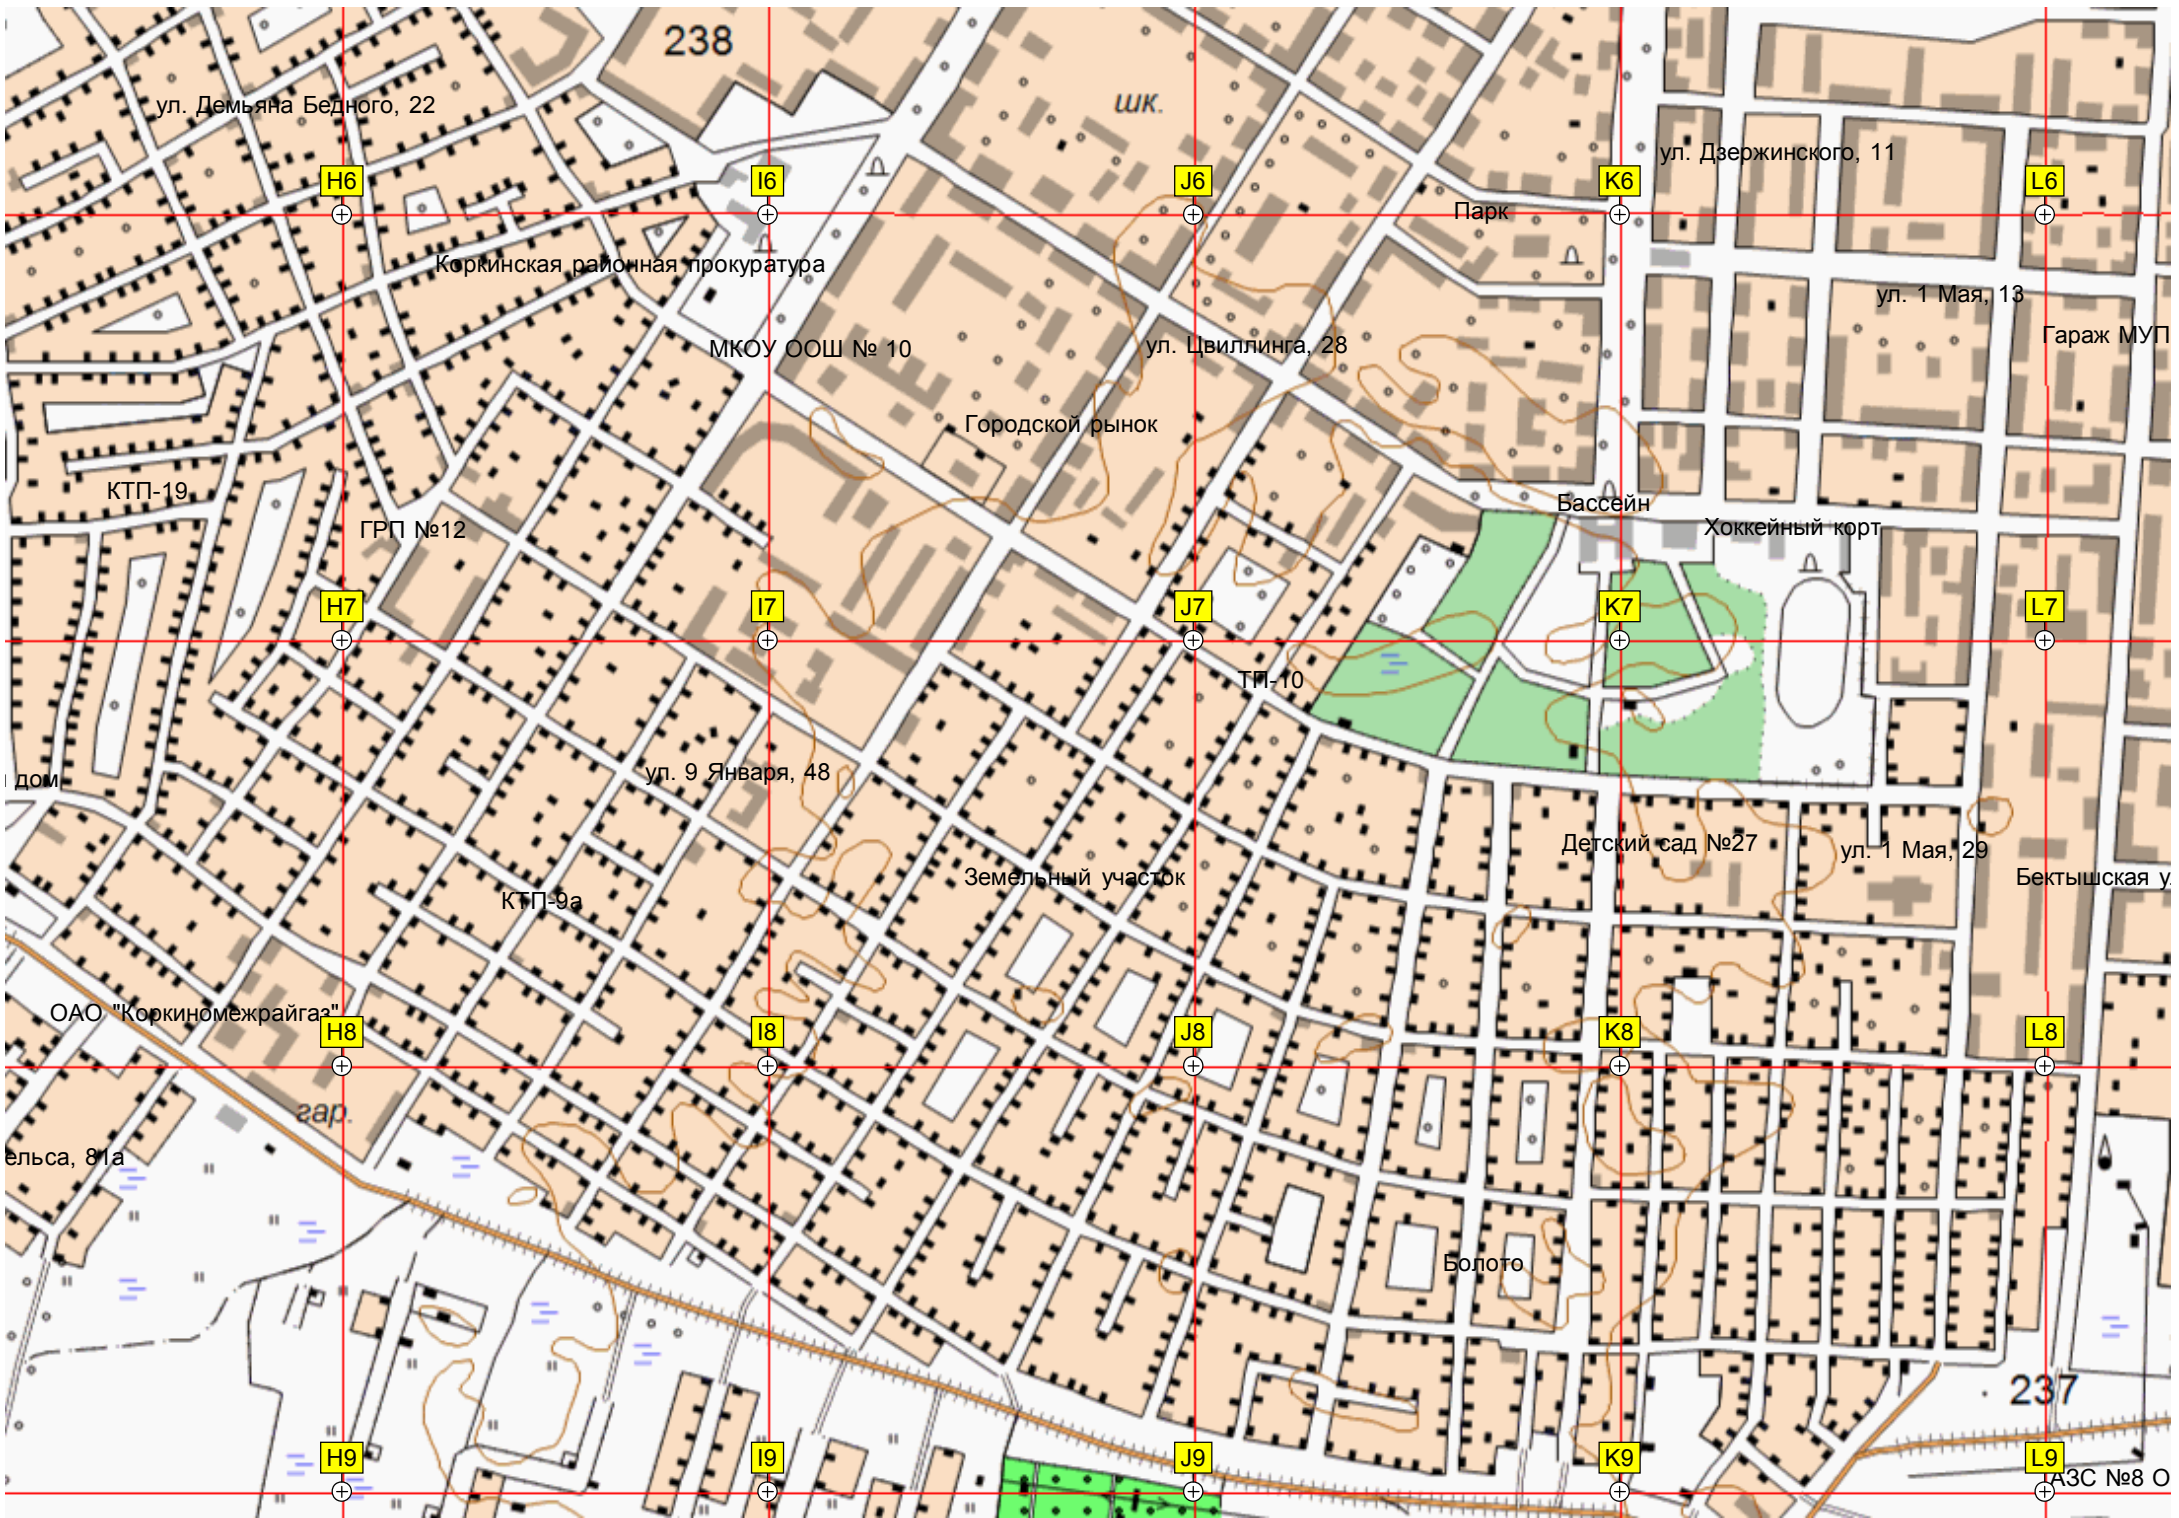 238
шк.
ул. Демьяна Бедного, 22
ул. Дзержинского, 11
H6
I6
J6
K6
L6
Парк
Коркинская районная прокуратура
ул. 1 Мая, 13
Гараж МУП
МКОУ ООШ № 10
ул. Цвиллинга, 28
Городской рынок
КТП-19
ГРП №12
Бассейн
Хоккейный корт
H7
I7
J7
K7
L7
ТП-10
дом
ул. 9 Января, 48
Детский сад №27
ул. 1 Мая, 29
Земельный участок
Бектышская у
КТП-9а
ОАО "Коркиномежрайгаз"
H8
I8
J8
K8
L8
гар.
ельса, 81а
Болото
237
H9
I9
J9
K9
L9
АЗС №8 О